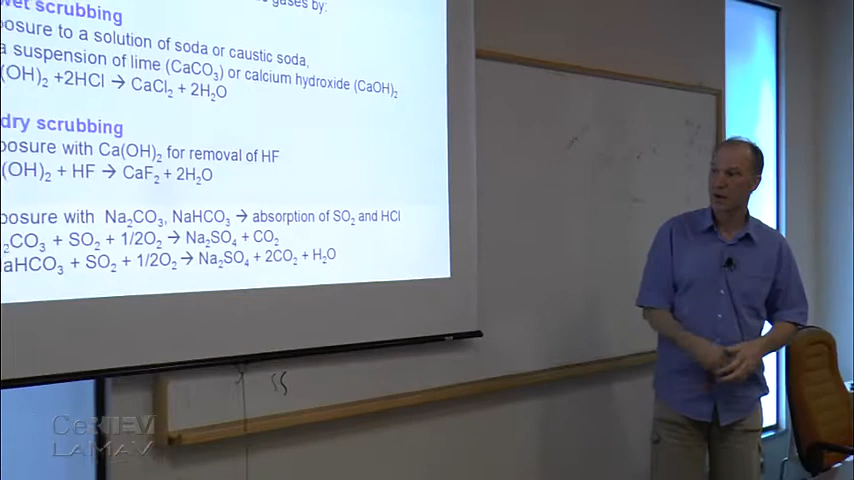 gases by:
wet scrubbing
posure to a solution of soda or caustic soda,
a suspension of lime (CaCO₃) or calcium hydroxide (CaOH)₂
(OH)₂ +2HCl → CaCl₂ + 2H₂O
dry scrubbing
posure with Ca(OH)₂ for removal of HF
(OH)₂ + HF → CaF₂ + 2H₂O
posure with Na₂CO₃, NaHCO₃ → absorption of SO₂ and HCl
₂CO₃ + SO₂ + 1/2O₂ → Na₂SO₄ + CO₂
aHCO₃ + SO₂ + 1/2O₂ → Na₂SO₄ + 2CO₂ + H₂O
CeRTEV
LAMAV